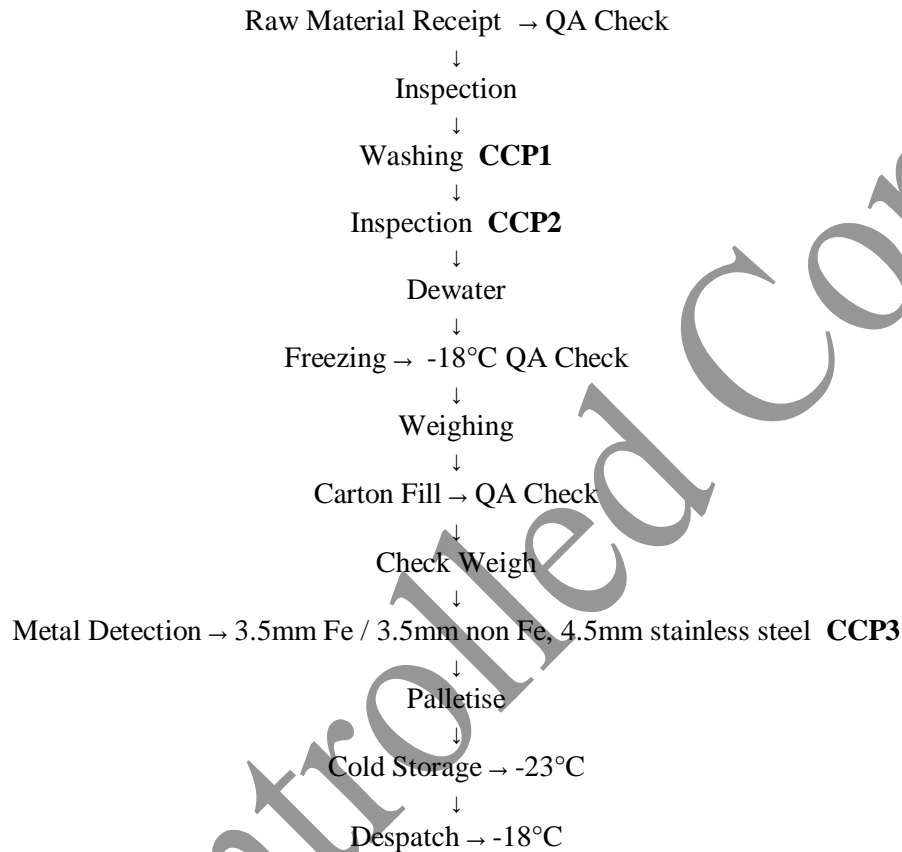 Raw Material Receipt → QA Check
↓
Inspection
↓
Washing CCP1
↓
Inspection CCP2
↓
Dewater
↓
Freezing → -18°C QA Check
↓
Weighing
↓
Carton Fill → QA Check
↓
Check Weigh
↓
Metal Detection → 3.5mm Fe / 3.5mm non Fe, 4.5mm stainless steel CCP3
↓
Palletise
↓
Cold Storage → -23°C
↓
Despatch → -18°C
ntrolled Co